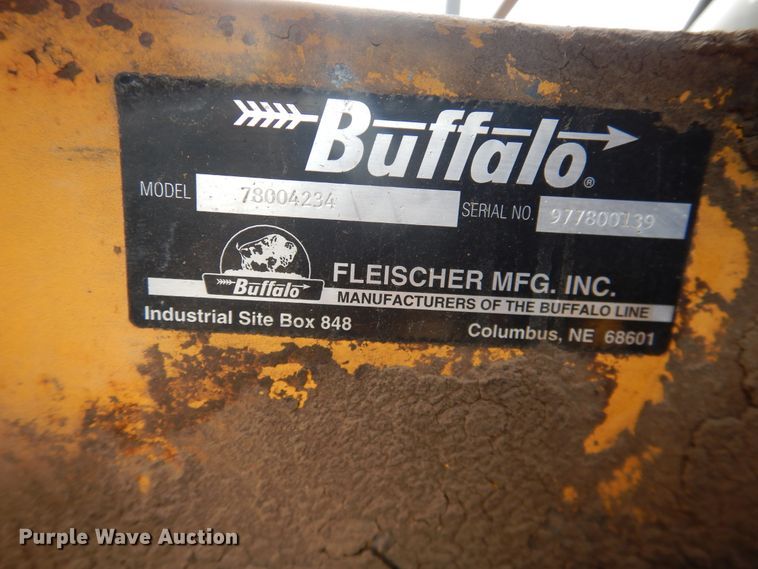 Buffalo®
MODEL 78004234 SERIAL NO. 977800139
Buffalo
FLEISCHER MFG. INC.
MANUFACTURERS OF THE BUFFALO LINE
Industrial Site Box 848 Columbus, NE 68601
Purple Wave Auction®